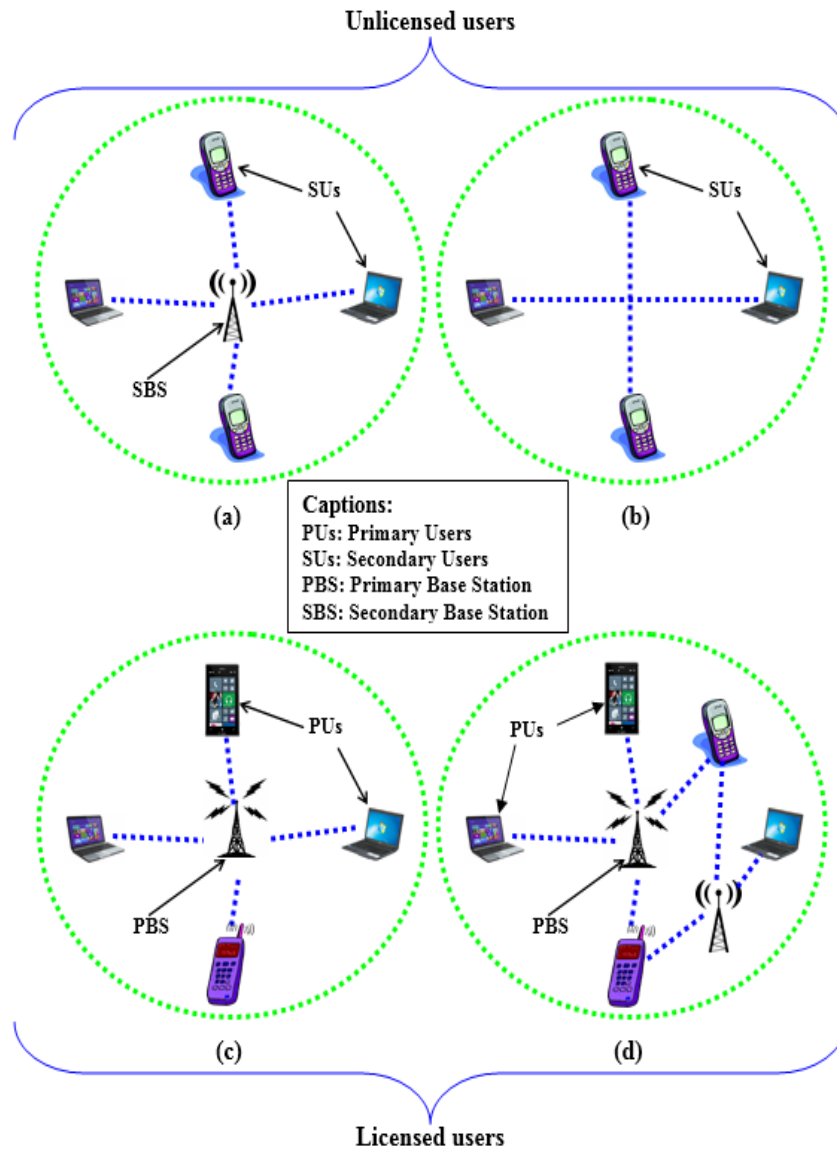 Unlicensed users
SUs
SUs
SBS
(a)
(b)
Captions:
PUs: Primary Users
SUs: Secondary Users
PBS: Primary Base Station
SBS: Secondary Base Station
PUs
PUs
PBS
PBS
(c)
(d)
Licensed users